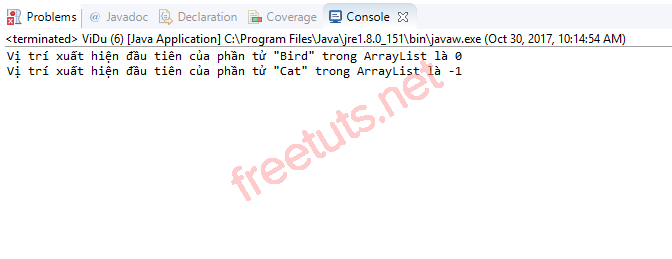 Problems @ Javadoc Declaration Coverage Console
<terminated> ViDu (6) [Java Application] C:\Program Files\Java\jre1.8.0_151\bin\javaw.exe (Oct 30, 2017, 10:14:54 AM)
Vị trí xuất hiện đầu tiên của phần tử "Bird" trong ArrayList là 0
Vị trí xuất hiện đầu tiên của phần tử "Cat" trong ArrayList là -1
freetuts.net